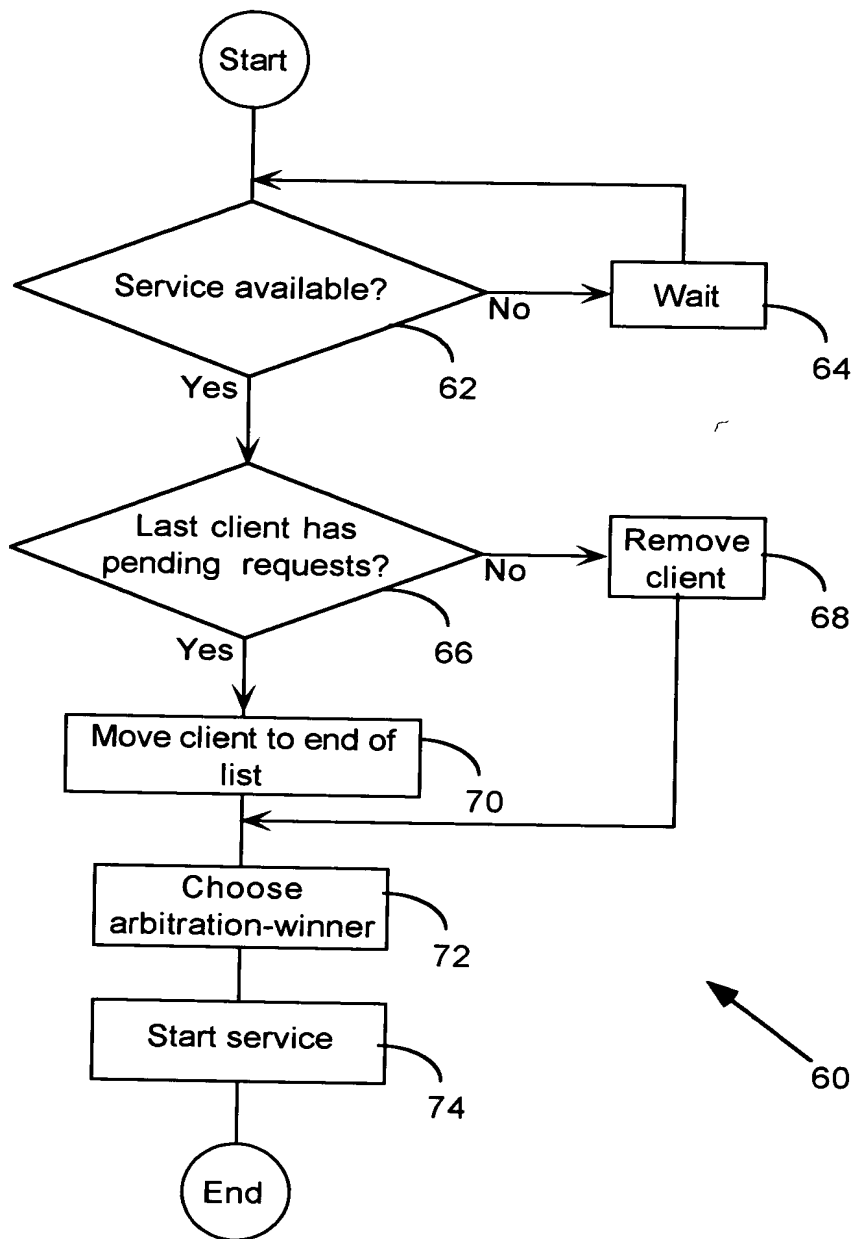 Start
Service available?
No
Wait
62
64
Yes
Last client has
pending requests?
No
Remove
client
66
68
Yes
Move client to end of
list
70
Choose
arbitration-winner
72
Start service
74
60
End